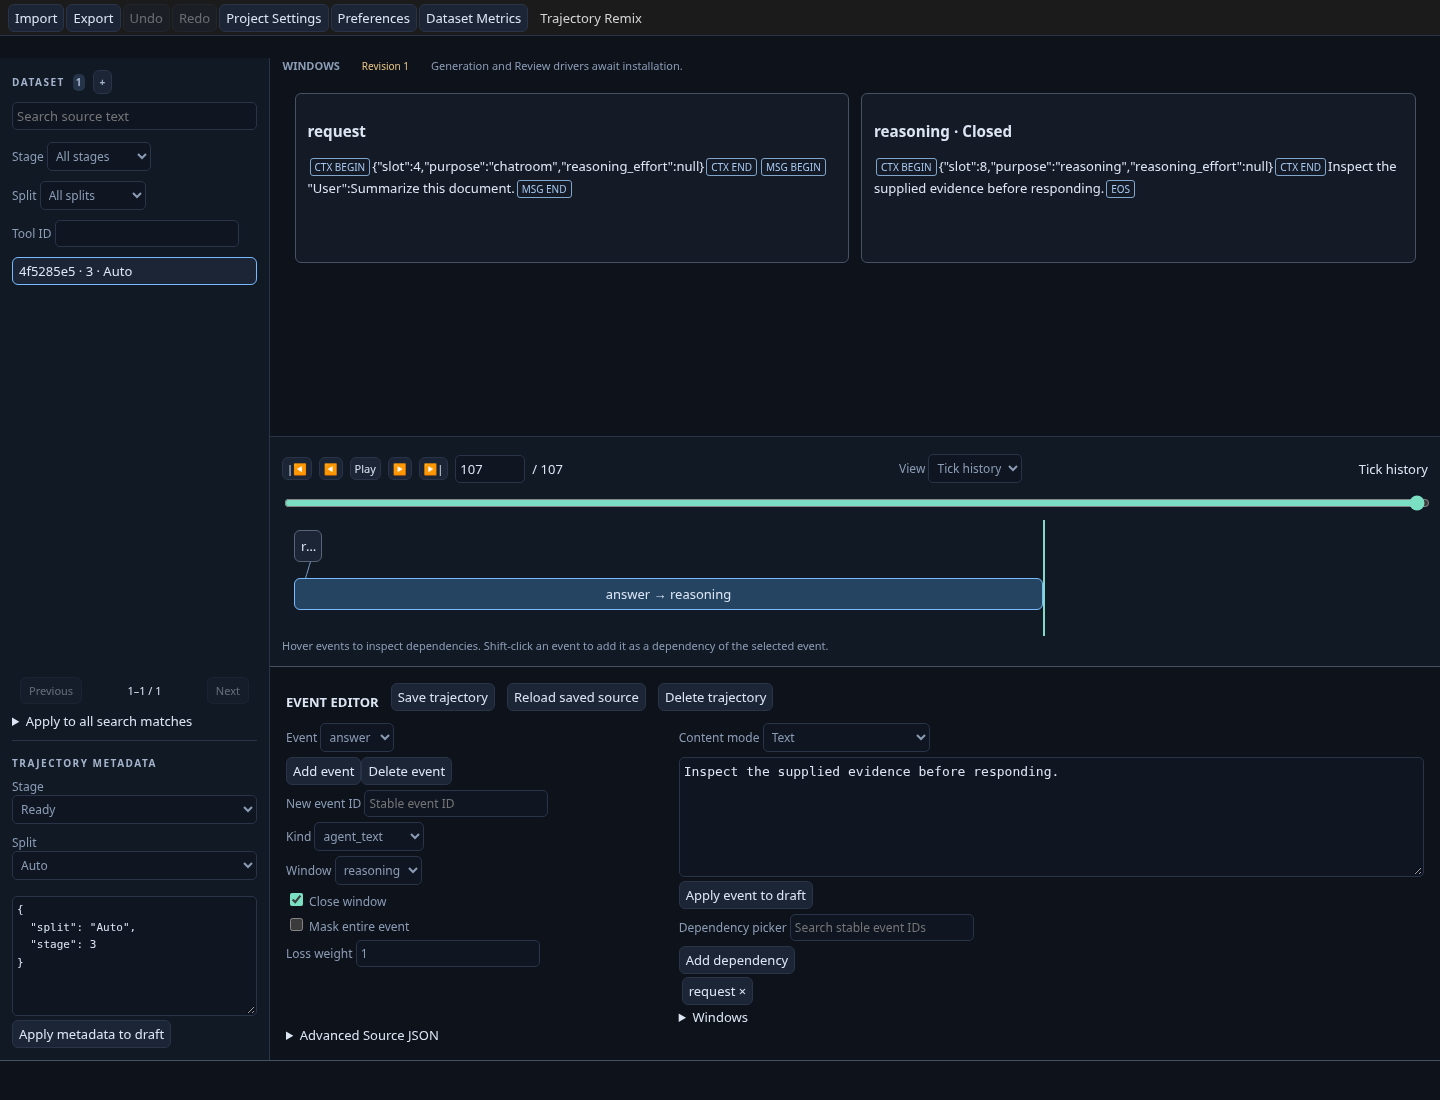 Import Export Undo Redo Project Settings Preferences Dataset Metrics Trajectory Remix
DATASET 1 +
Search source text
Stage All stages
Split All splits
Tool ID
4f5285e5 · 3 · Auto
Previous 1–1 / 1 Next
Apply to all search matches
TRAJECTORY METADATA
Stage
Ready
Split
Auto
{
"split": "Auto",
"stage": 3
}
Apply metadata to draft
WINDOWS Revision 1 Generation and Review drivers await installation.
request
CTX BEGIN {"slot":4,"purpose":"chatroom","reasoning_effort":null} CTX END MSG BEGIN
"User":Summarize this document. MSG END
reasoning · Closed
CTX BEGIN {"slot":8,"purpose":"reasoning","reasoning_effort":null} CTX END Inspect the
supplied evidence before responding. EOS
Play 107 / 107 View Tick history Tick history
r...
answer → reasoning
Hover events to inspect dependencies. Shift-click an event to add it as a dependency of the selected event.
EVENT EDITOR Save trajectory Reload saved source Delete trajectory
Event answer
Add event Delete event
New event ID Stable event ID
Kind agent_text
Window reasoning
Close window
Mask entire event
Loss weight 1
Advanced Source JSON
Content mode Text
Inspect the supplied evidence before responding.
Apply event to draft
Dependency picker Search stable event IDs
Add dependency
request ×
Windows